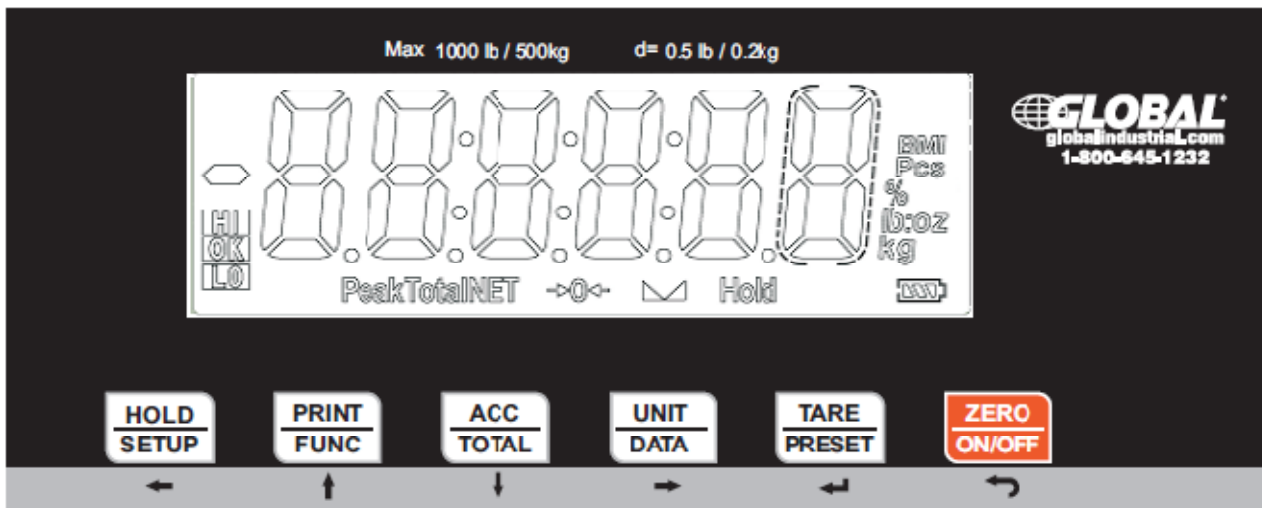 Max 1000 lb / 500kg d= 0.5 lb / 0.2kg
GLOBAL
globalindustrial.com
1-800-645-1232
BMI
Pcs
%
lb:oz
kg
HI
OK
LO
PeakTotalNET →0← Hold
HOLD PRINT ACC UNIT TARE ZERO
SETUP FUNC TOTAL DATA PRESET ON/OFF